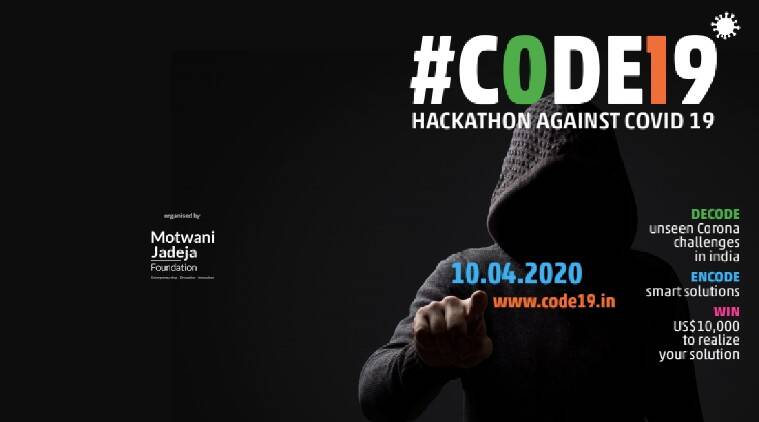 #CODE19
HACKATHON AGAINST COVID 19
organised by
Motwani
Jadeja
Foundation
10.04.2020
www.code19.in
DECODE
unseen Corona
challenges
in india
ENCODE
smart solutions
WIN
US$10,000
to realize
your solution